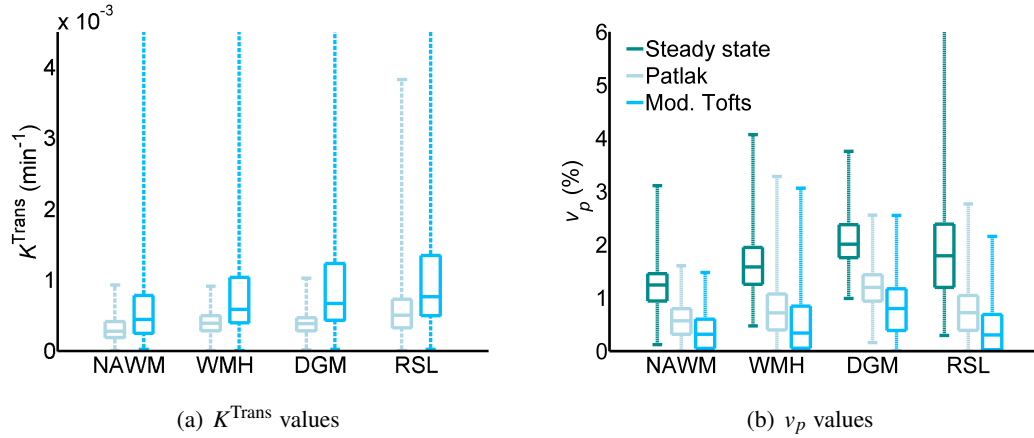 x 10⁻³
4
3
2
1
0
K^Trans (min⁻¹)
NAWM WMH DGM RSL
(a) K^Trans values
6
5
4
3
2
1
0
v_p (%)
Steady state
Patlak
Mod. Tofts
NAWM WMH DGM RSL
(b) v_p values